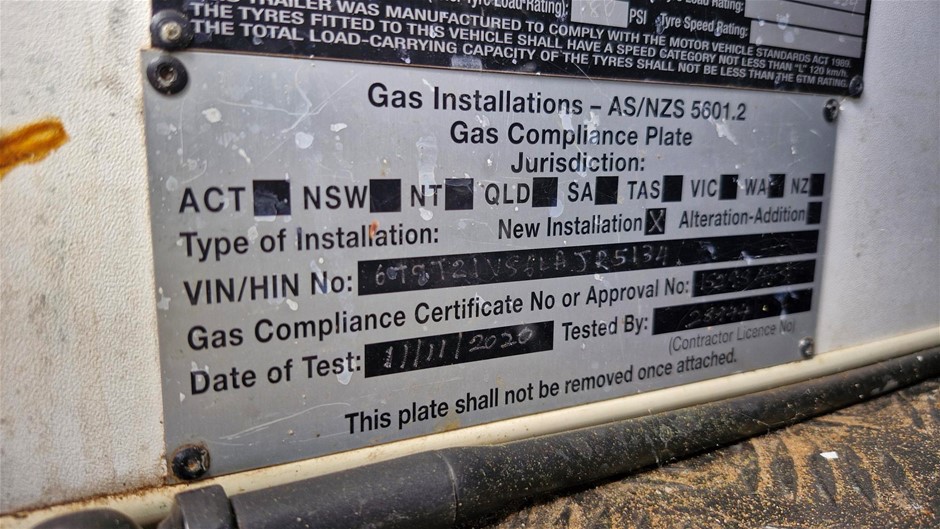 TRAILER WAS MANUFACTURED TO COMPLY WITH THE MOTOR VEHICLE STANDARDS ACT 1989.
THE TYRES FITTED TO THIS VEHICLE SHALL HAVE A SPEED CATEGORY NOT LESS THAN "L" 120 km/h.
THE TOTAL LOAD-CARRYING CAPACITY OF THE TYRES SHALL NOT BE LESS THAN THE GTM RATING.
PSI Tyre Speed Rating:
Gas Installations – AS/NZS 5601.2
Gas Compliance Plate
Jurisdiction:
ACT NSW NT QLD SA TAS VIC WA NZ
Type of Installation: New Installation X Alteration-Addition
VIN/HIN No:
Gas Compliance Certificate No or Approval No:
Date of Test: 11/11/2020 Tested By:
(Contractor Licence No)
This plate shall not be removed once attached.